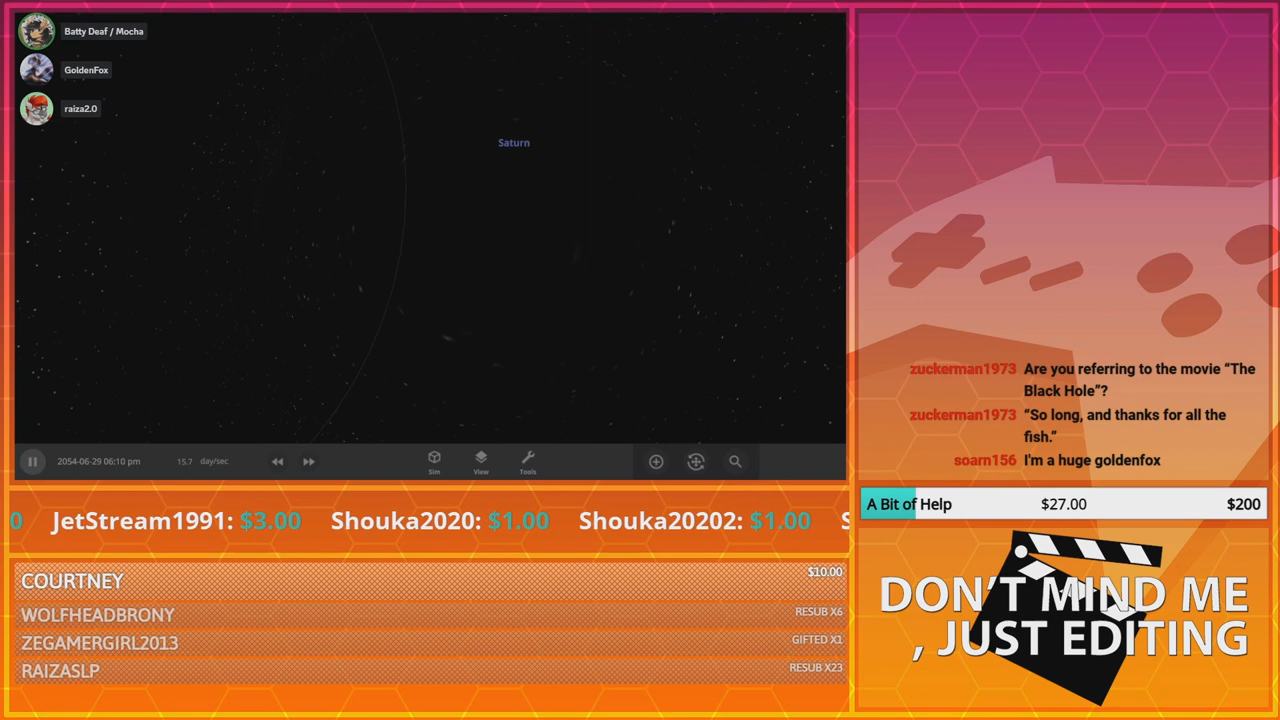 Batty Deaf / Mocha
GoldenFox
raiza2.0
Saturn
2054-06-29 06:10 pm 15.7 day/sec
Sim View Tools
zuckerman1973 Are you referring to the movie “The
Black Hole”?
zuckerman1973 “So long, and thanks for all the
fish.”
soarn156 I'm a huge goldenfox
A Bit of Help $27.00 $200
0 JetStream1991: $3.00 Shouka2020: $1.00 Shouka20202: $1.00 S
COURTNEY $10.00
WOLFHEADBRONY RESUB X6
ZEGAMERGIRL2013 GIFTED X1
RAIZASLP RESUB X23
DON'T MIND ME
, JUST EDITING